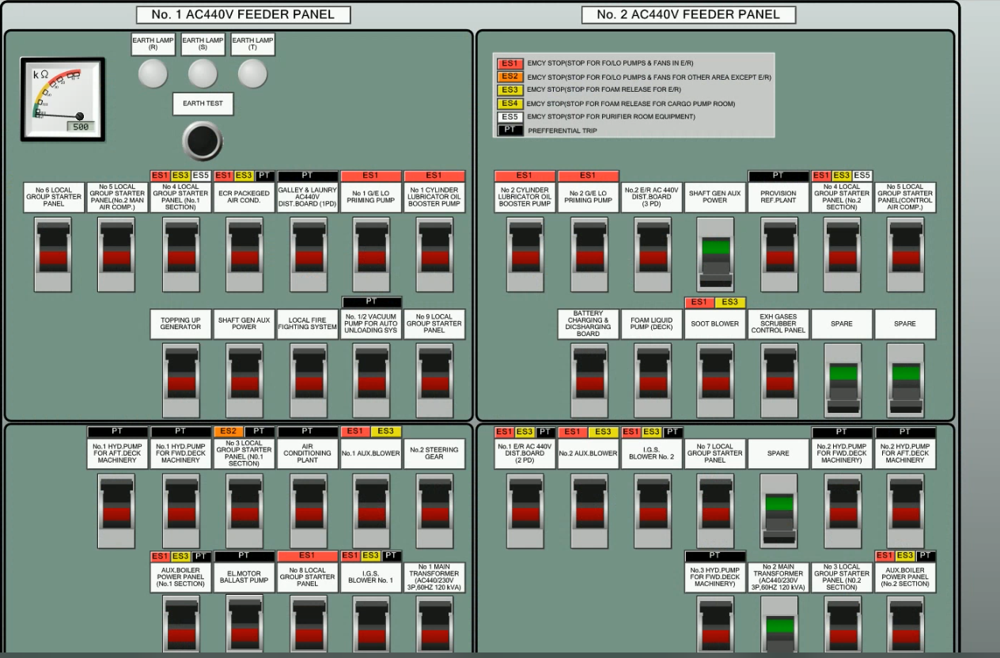 No. 1 AC440V FEEDER PANEL
No. 2 AC440V FEEDER PANEL
EARTH LAMP
(R)
EARTH LAMP
(S)
EARTH LAMP
(T)
kΩ
500
EARTH TEST
ES1 EMCY STOP(STOP FOR FO/LO PUMPS & FANS IN E/R)
ES2 EMCY STOP(STOP FOR FO/LO PUMPS & FANS FOR OTHER AREA EXCEPT E/R)
ES3 EMCY STOP(STOP FOR FOAM RELEASE FOR E/R)
ES4 EMCY STOP(STOP FOR FOAM RELEASE FOR CARGO PUMP ROOM)
ES5 EMCY STOP(STOP FOR PURIFIER ROOM EQUIPMENT)
PT PREFFERENTIAL TRIP
No 6 LOCAL
GROUP STARTER
PANEL
No 5 LOCAL
GROUP STARTER
PANEL(No.2 MAN
AIR COMP.)
ES1 ES3 ES5
No 4 LOCAL
GROUP STARTER
PANEL (No.1
SECTION)
ES1 ES3 PT
ECR PACKEGED
AIR COND.
PT
GALLEY & LAUNRY
AC440V
DIST.BOARD (1PD)
ES1
No 1 G/E LO
PRIMING PUMP
ES1
No 1 CYLINDER
LUBRICATOR OIL
BOOSTER PUMP
ES1
No 2 CYLINDER
LUBRICATOR OIL
BOOSTER PUMP
ES1
No 2 G/E LO
PRIMING PUMP
No.2 E/R AC 440V
DIST.BOARD
(3 PD)
SHAFT GEN AUX
POWER
PT
PROVISION
REF.PLANT
ES1 ES3 ES5
No 4 LOCAL
GROUP STARTER
PANEL (No.2
SECTION)
No 5 LOCAL
GROUP STARTER
PANEL(CONTROL
AIR COMP.)
TOPPING UP
GENERATOR
SHAFT GEN AUX
POWER
LOCAL FIRE
FIGHTING SYSTEM
PT
No. 1/2 VACUUM
PUMP FOR AUTO
UNLOADING SYS
No 9 LOCAL
GROUP STARTER
PANEL
BATTERY
CHARGING &
DICSHARGING
BOARD
FOAM LIQUID
PUMP (DECK)
ES1 ES3
SOOT BLOWER
EXH GASES
SCRUBBER
CONTROL PANEL
SPARE
SPARE
PT
No.1 HYD.PUMP
FOR AFT.DECK
MACHINERY
PT
No.1 HYD.PUMP
FOR FWD.DECK
MACHINERY
ES2 PT
No 3 LOCAL
GROUP STARTER
PANEL (N0.1
SECTION)
PT
AIR
CONDITIONING
PLANT
ES1 ES3
No.1 AUX.BLOWER
No.2 STEERING
GEAR
ES1 ES3 PT
No.1 E/R AC 440V
DIST.BOARD
(2 PD)
ES1 ES3
No.2 AUX.BLOWER
ES1 ES3 PT
I.G.S.
BLOWER No. 2
No 7 LOCAL
GROUP STARTER
PANEL
SPARE
PT
No.2 HYD.PUMP
FOR FWD.DECK
MACHINERY)
PT
No.2 HYD.PUMP
FOR AFT.DECK
MACHINERY
ES1 ES3 PT
AUX.BOILER
POWER PANEL
(No.1 SECTION)
PT
EL.MOTOR
BALLAST PUMP
ES1
No 8 LOCAL
GROUP STARTER
PANEL
ES1 ES3 PT
I.G.S.
BLOWER No. 1
No 1 MAIN
TRANSFORMER
(AC440/230V
3P,60HZ 120 kVA)
PT
No.3 HYD.PUMP
FOR FWD.DECK
MACHINERY)
No 2 MAIN
TRANSFORMER
(AC440/230V
3P,60HZ 120 kVA)
No 3 LOCAL
GROUP STARTER
PANEL (N0.2
SECTION)
ES1 ES3 PT
AUX.BOILER
POWER PANEL
(No.2 SECTION)